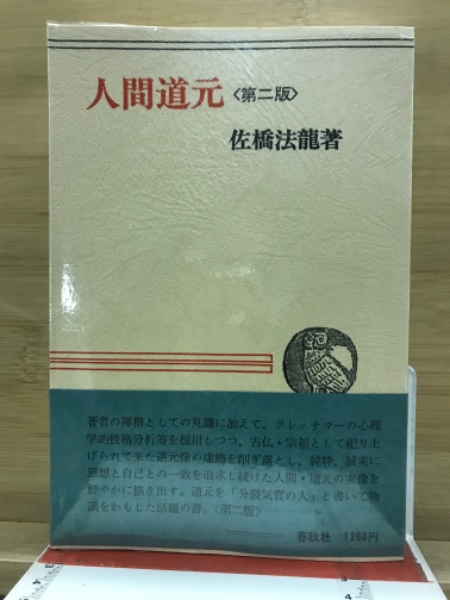 人間道元〈第二版〉
佐橋法龍著
著者の禅僧としての見識に加えて、クレッチマーの心理
学的性格分析等を援用しつつ、古仏・宗祖として祀り上
げられて来た道元像の虚飾を削ぎ落とし、純粋、誠実に
思想と自己との一致を追求し続けた人間・道元の実像を
鮮やかに描き出す。道元を「分裂気質の人」と書いて物
議をかもした話題の書。〈第二版〉
春秋社 1200円